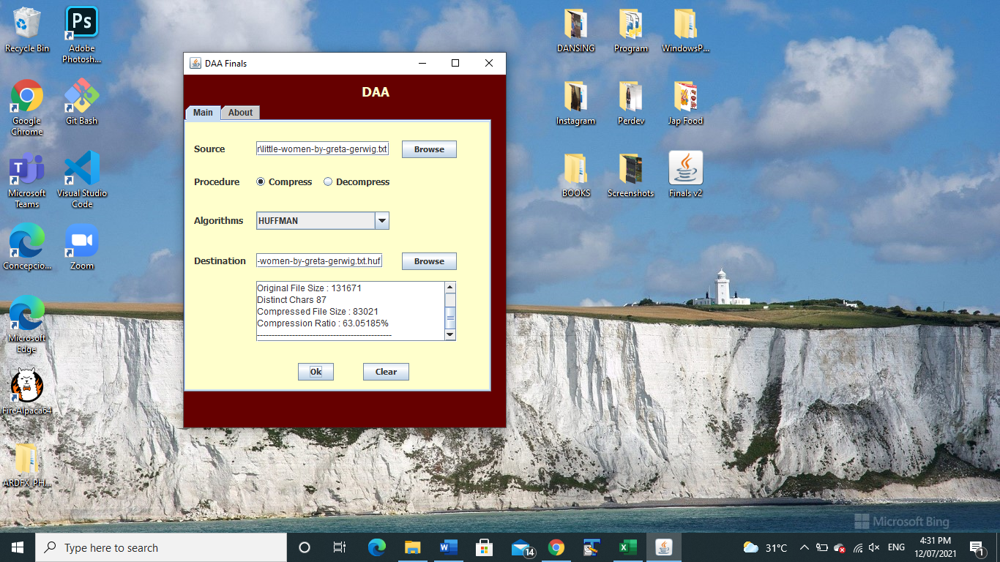 Recycle Bin
Ps
Adobe
Photosh...
DANSING
Program
WindowsP...
DAA Finals
DAA
Main
About
Google
Chrome
Git Bash
Instagram
Perdev
Jap Food
Source
r\little-women-by-greta-gerwig.txt
Browse
Procedure
Compress
Decompress
Microsoft
Teams
Visual Studio
Code
BOOKS
Screenshots
Finals v2
Algorithms
HUFFMAN
Concepcio...
Zoom
Destination
-women-by-greta-gerwig.txt.huf
Browse
Original File Size : 131671
Distinct Chars 87
Compressed File Size : 83021
Compression Ratio : 63.05185%
--------------------------------------------
Microsoft
Edge
Ok
Clear
FireAlpaca64
ARDFX_PH...
Microsoft Bing
Type here to search
14
31°C
ENG
4:31 PM
12/07/2021
1